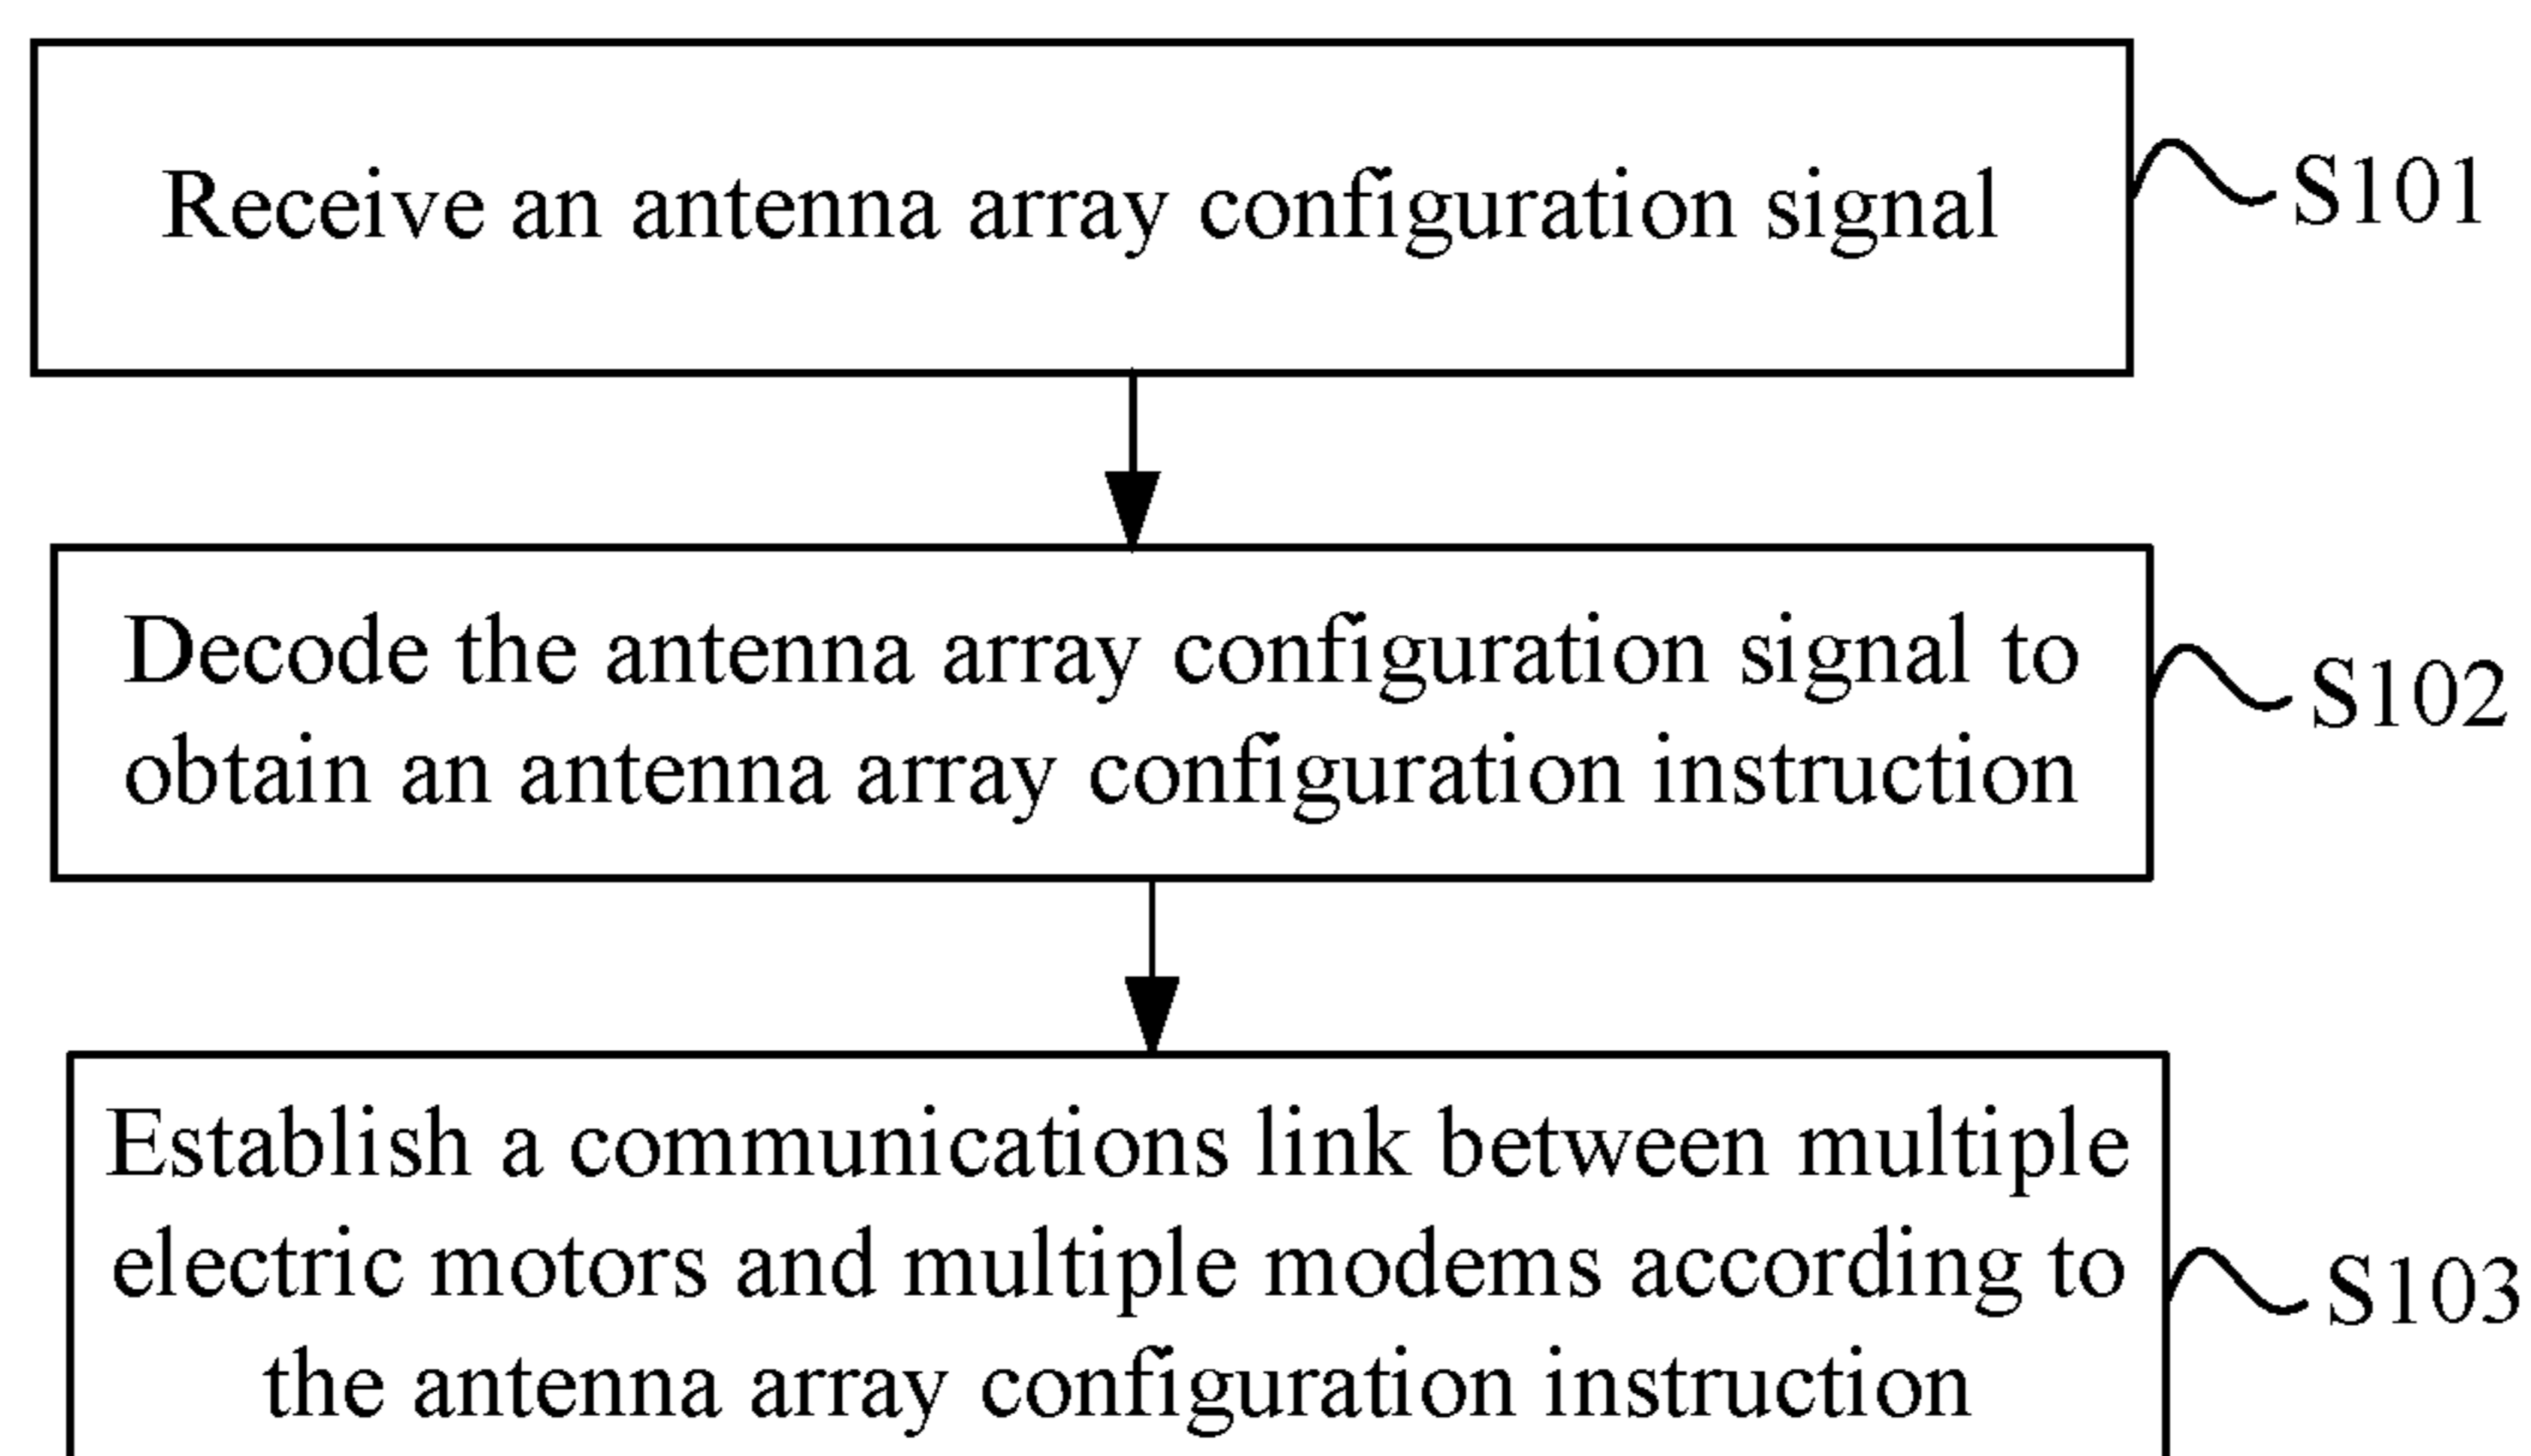 Receive an antenna array configuration signal
S101
Decode the antenna array configuration signal to
obtain an antenna array configuration instruction
S102
Establish a communications link between multiple
electric motors and multiple modems according to
the antenna array configuration instruction
S103